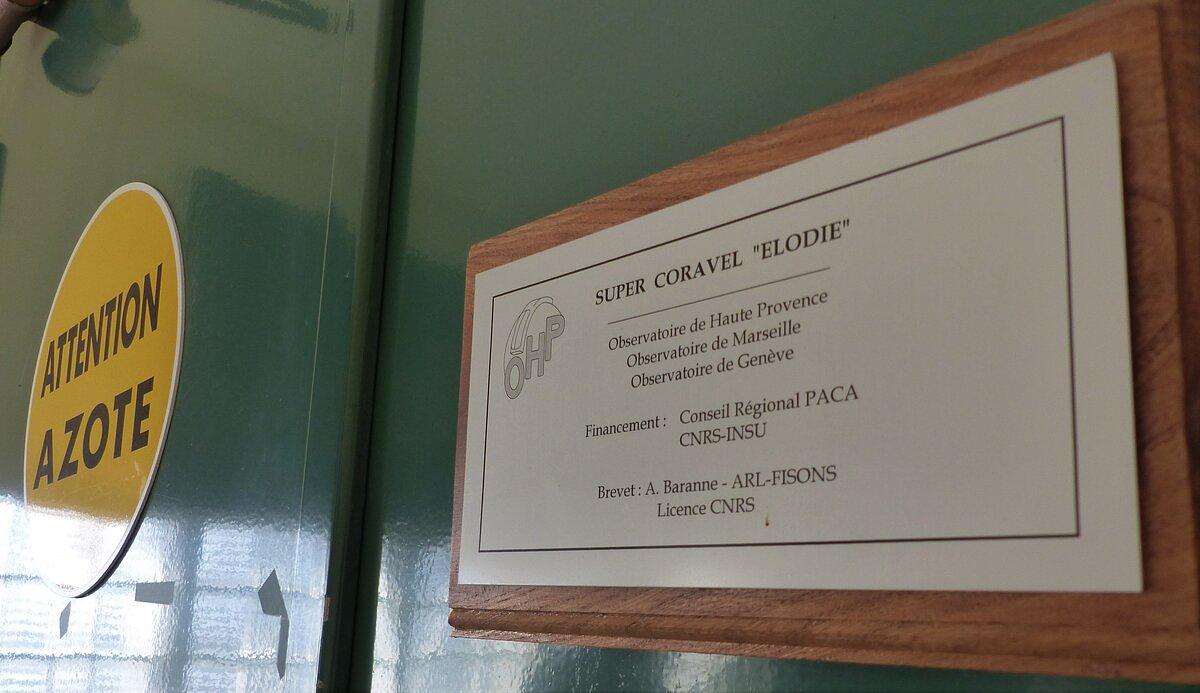 ATTENTION
AZOTE
OHP
SUPER CORAVEL "ELODIE"
Observatoire de Haute Provence
Observatoire de Marseille
Observatoire de Genève
Financement : Conseil Régional PACA
CNRS-INSU
Brevet : A. Baranne - ARL-FISONS
Licence CNRS